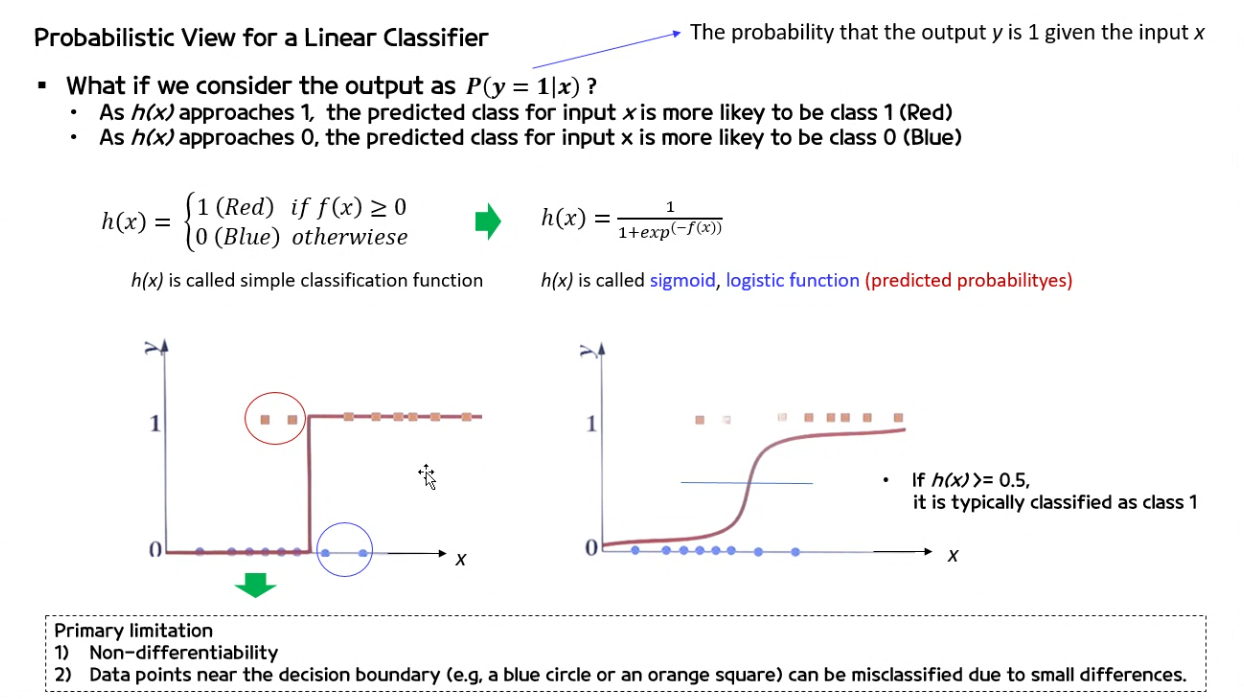 Probabilistic View for a Linear Classifier
The probability that the output y is 1 given the input x
▪ What if we consider the output as P(y = 1|x) ?
• As h(x) approaches 1, the predicted class for input x is more likey to be class 1 (Red)
• As h(x) approaches 0, the predicted class for input x is more likey to be class 0 (Blue)
h(x) = {1 (Red) if f(x) ≥ 0
0 (Blue) otherwiese
h(x) = 1 / 1+exp^(−f(x))
h(x) is called simple classification function
h(x) is called sigmoid, logistic function (predicted probabilityes)
y
1
0
x
y
1
0
x
• If h(x) >= 0.5,
it is typically classified as class 1
Primary limitation
1) Non-differentiability
2) Data points near the decision boundary (e.g, a blue circle or an orange square) can be misclassified due to small differences.